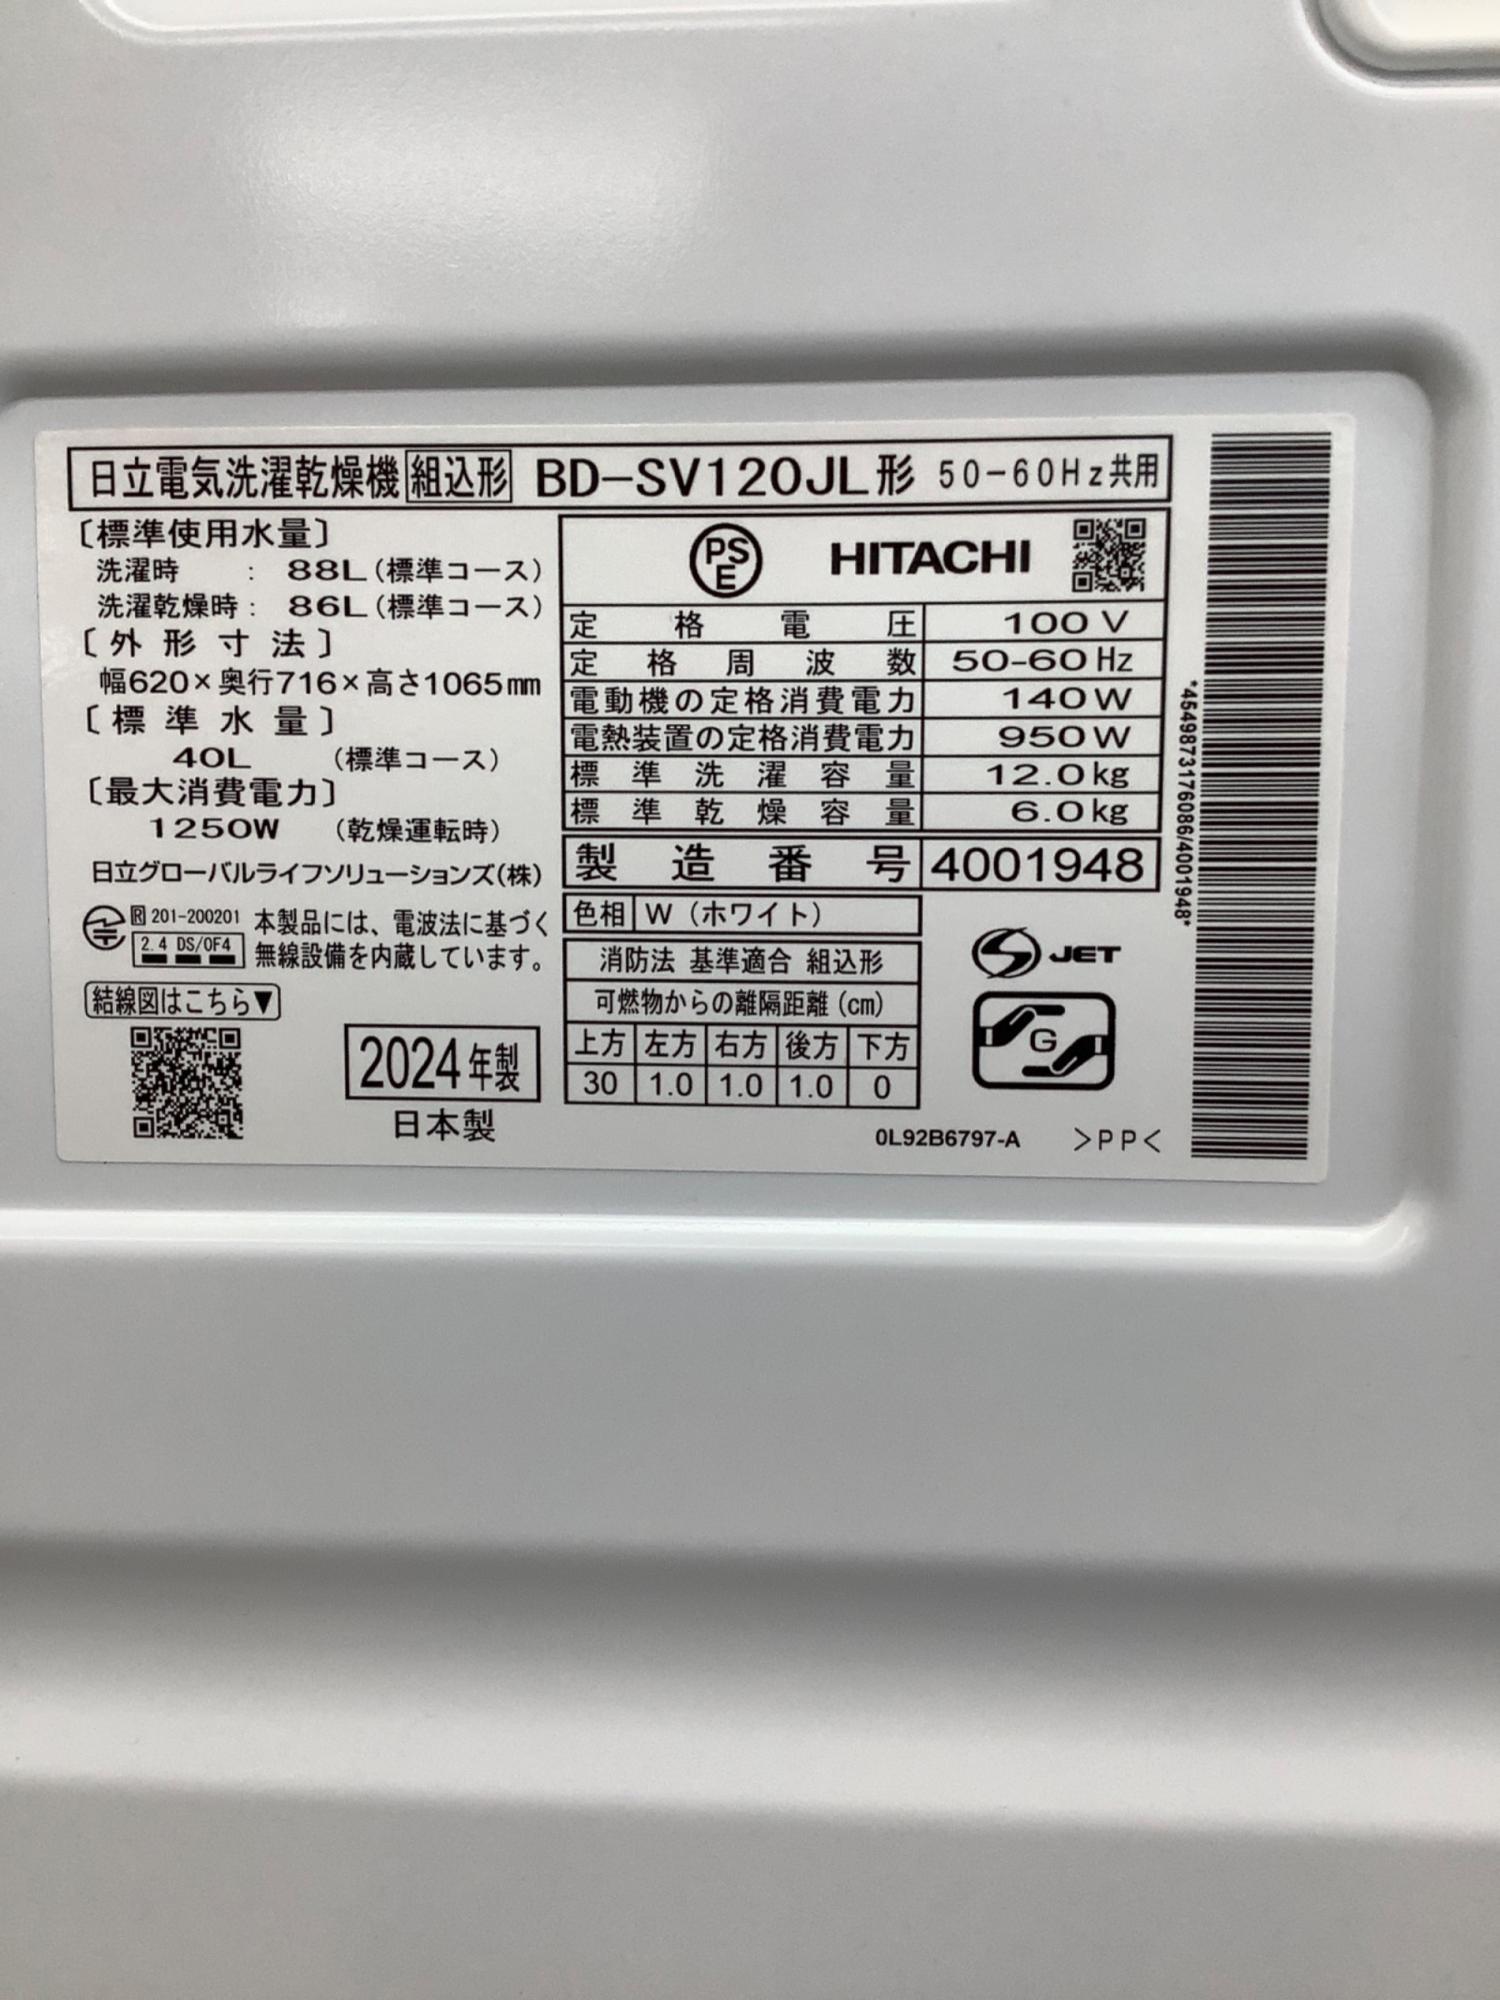 日立電気洗濯乾燥機 組込形 BD-SV120JL形 50-60Hz共用
〔標準使用水量〕
洗濯時 : 88L(標準コース)
洗濯乾燥時: 86L(標準コース)
〔外形寸法〕
幅620×奥行716×高さ1065mm
〔標準水量〕
40L (標準コース)
〔最大消費電力〕
1250W (乾燥運転時)
日立グローバルライフソリューションズ(株)
R 201-200201
2.4 DS/OF4
本製品には、電波法に基づく
無線設備を内蔵しています。
結線図はこちら▼
2024年製
日本製
PS
E
HITACHI
定格電圧 100V
定格周波数 50-60Hz
電動機の定格消費電力 140W
電熱装置の定格消費電力 950W
標準洗濯容量 12.0kg
標準乾燥容量 6.0kg
製造番号 4001948
色相 W(ホワイト)
消防法 基準適合 組込形
可燃物からの離隔距離(cm)
上方 左方 右方 後方 下方
30 1.0 1.0 1.0 0
S JET
G
0L92B6797-A >PP<
*4549873176086/4001948*